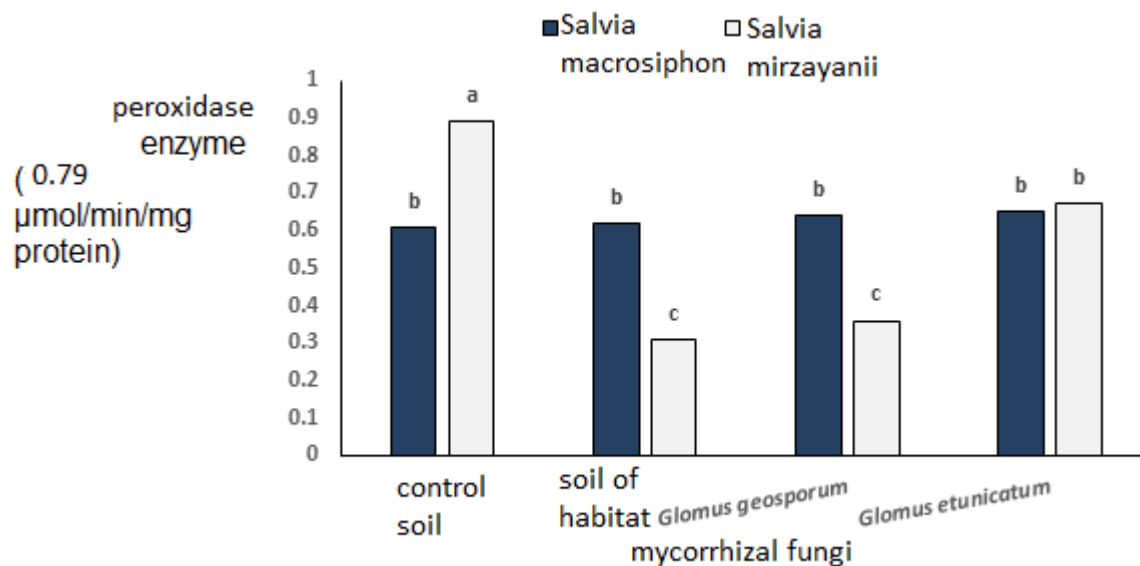 Salvia macrosiphon
Salvia mirzayanii
peroxidase
enzyme
( 0.79
µmol/min/mg
protein)
1
0.9
0.8
0.7
0.6
0.5
0.4
0.3
0.2
0.1
0
b
a
b
c
b
c
b
b
control
soil
soil of
habitat
Glomus geosporum
Glomus etunicatum
mycorrhizal fungi